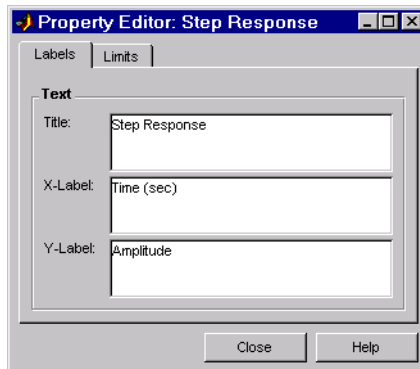 Property Editor: Step Response
Labels
Limits
Text
Title:
Step Response
X-Label:
Time (sec)
Y-Label:
Amplitude
Close
Help